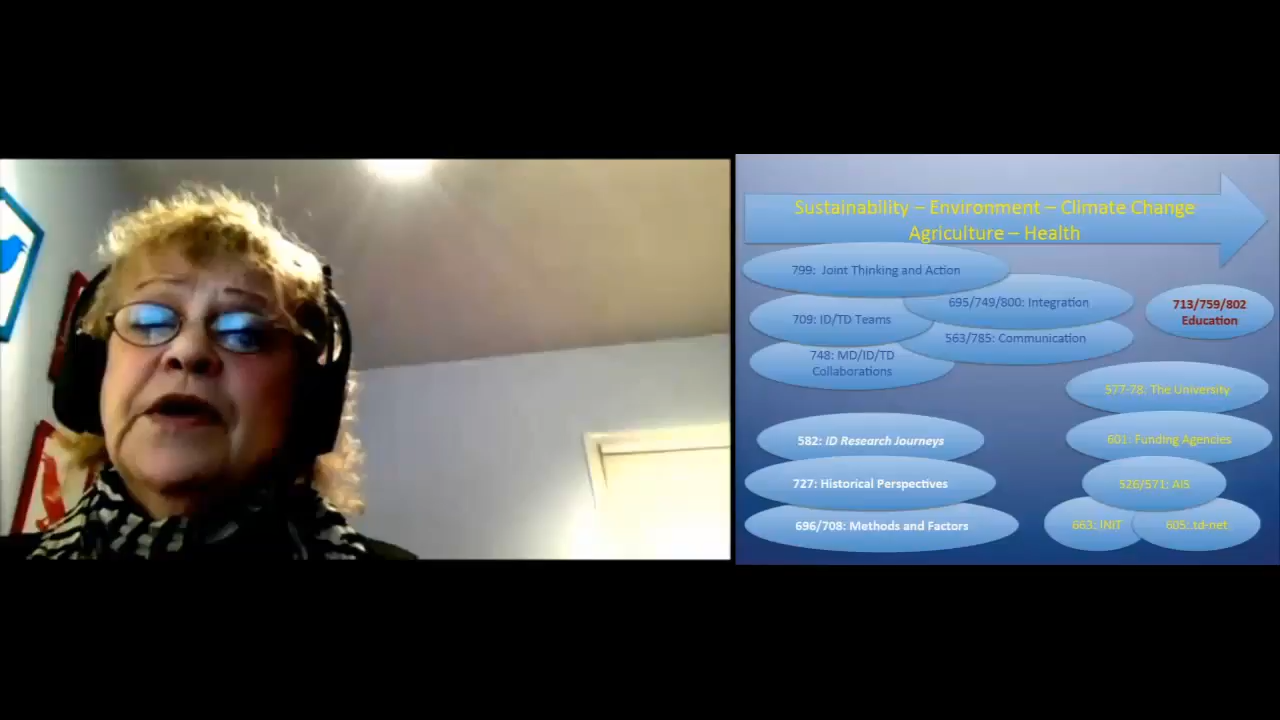 Sustainability – Environment – Climate Change
Agriculture – Health
799:  Joint Thinking and Action
695/749/800: Integration
713/759/802
Education
709: ID/TD Teams
563/785: Communication
748: MD/ID/TD
Collaborations
577-78: The University
582: ID Research Journeys
601: Funding Agencies
727: Historical Perspectives
526/571: AIS
696/708: Methods and Factors
663: INIT
605: td-net